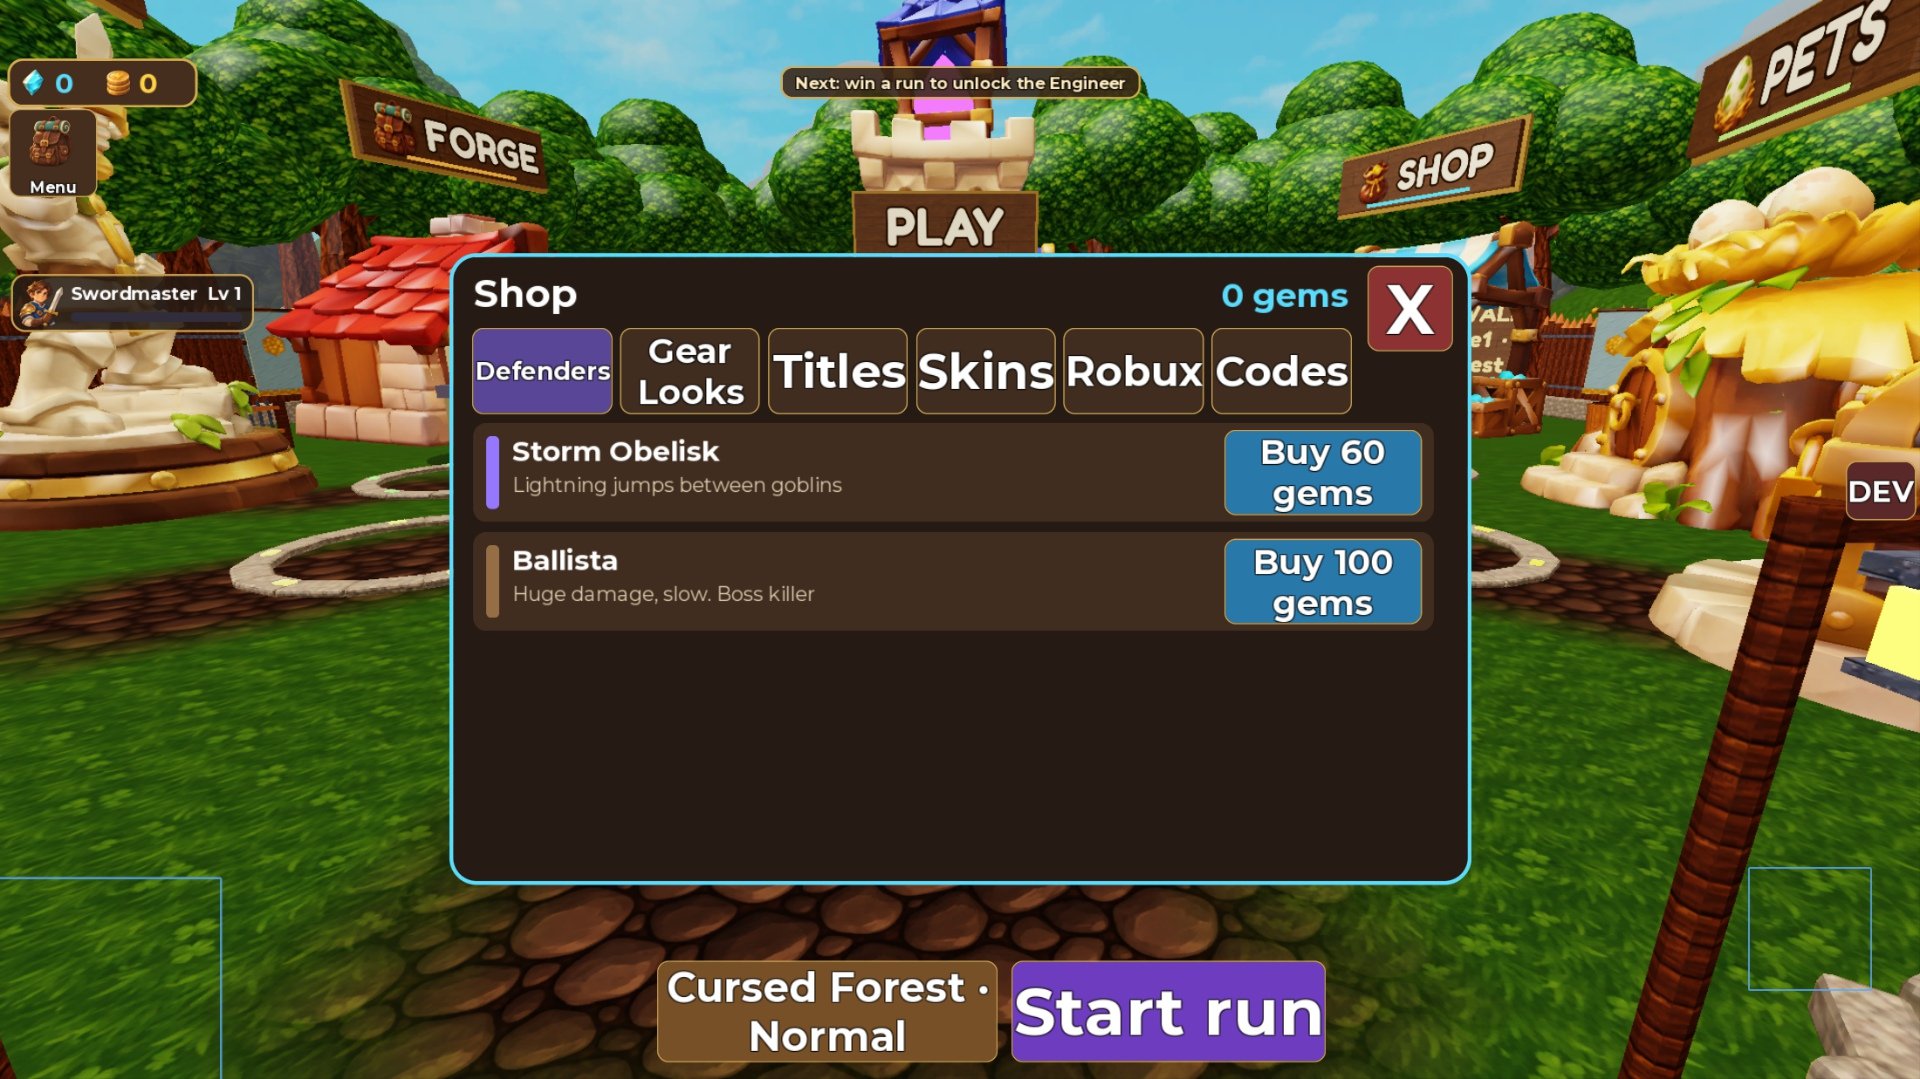 PETS
0 0
Next: win a run to unlock the Engineer
FORGE
SHOP
Menu
PLAY
Swordmaster Lv 1
Shop
0 gems
X
Defenders
Gear
Looks
Titles
Skins
Robux
Codes
Storm Obelisk
Lightning jumps between goblins
Buy 60
gems
Ballista
Huge damage, slow. Boss killer
Buy 100
gems
DEV
Cursed Forest ·
Normal
Start run